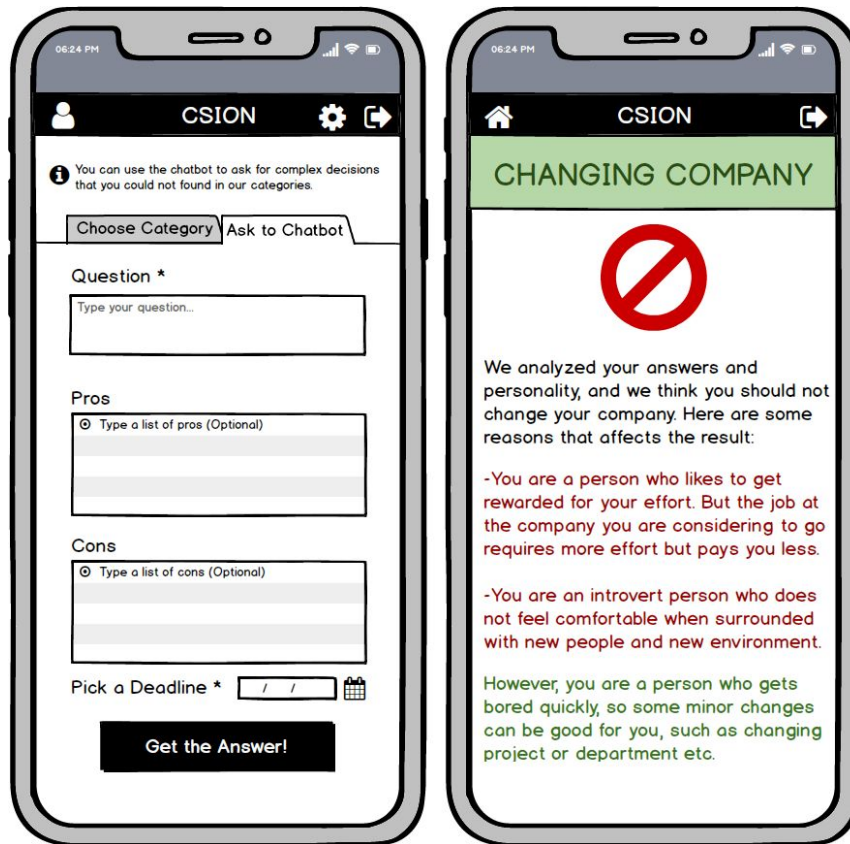 06:24 PM
CSION
You can use the chatbot to ask for complex decisions
that you could not found in our categories.
Choose Category
Ask to Chatbot
Question *
Type your question...
Pros
Type a list of pros (Optional)
Cons
Type a list of cons (Optional)
Pick a Deadline *
/ /
Get the Answer!
06:24 PM
CSION
CHANGING COMPANY
We analyzed your answers and
personality, and we think you should not
change your company. Here are some
reasons that affects the result:
-You are a person who likes to get
rewarded for your effort. But the job at
the company you are considering to go
requires more effort but pays you less.
-You are an introvert person who does
not feel comfortable when surrounded
with new people and new environment.
However, you are a person who gets
bored quickly, so some minor changes
can be good for you, such as changing
project or department etc.